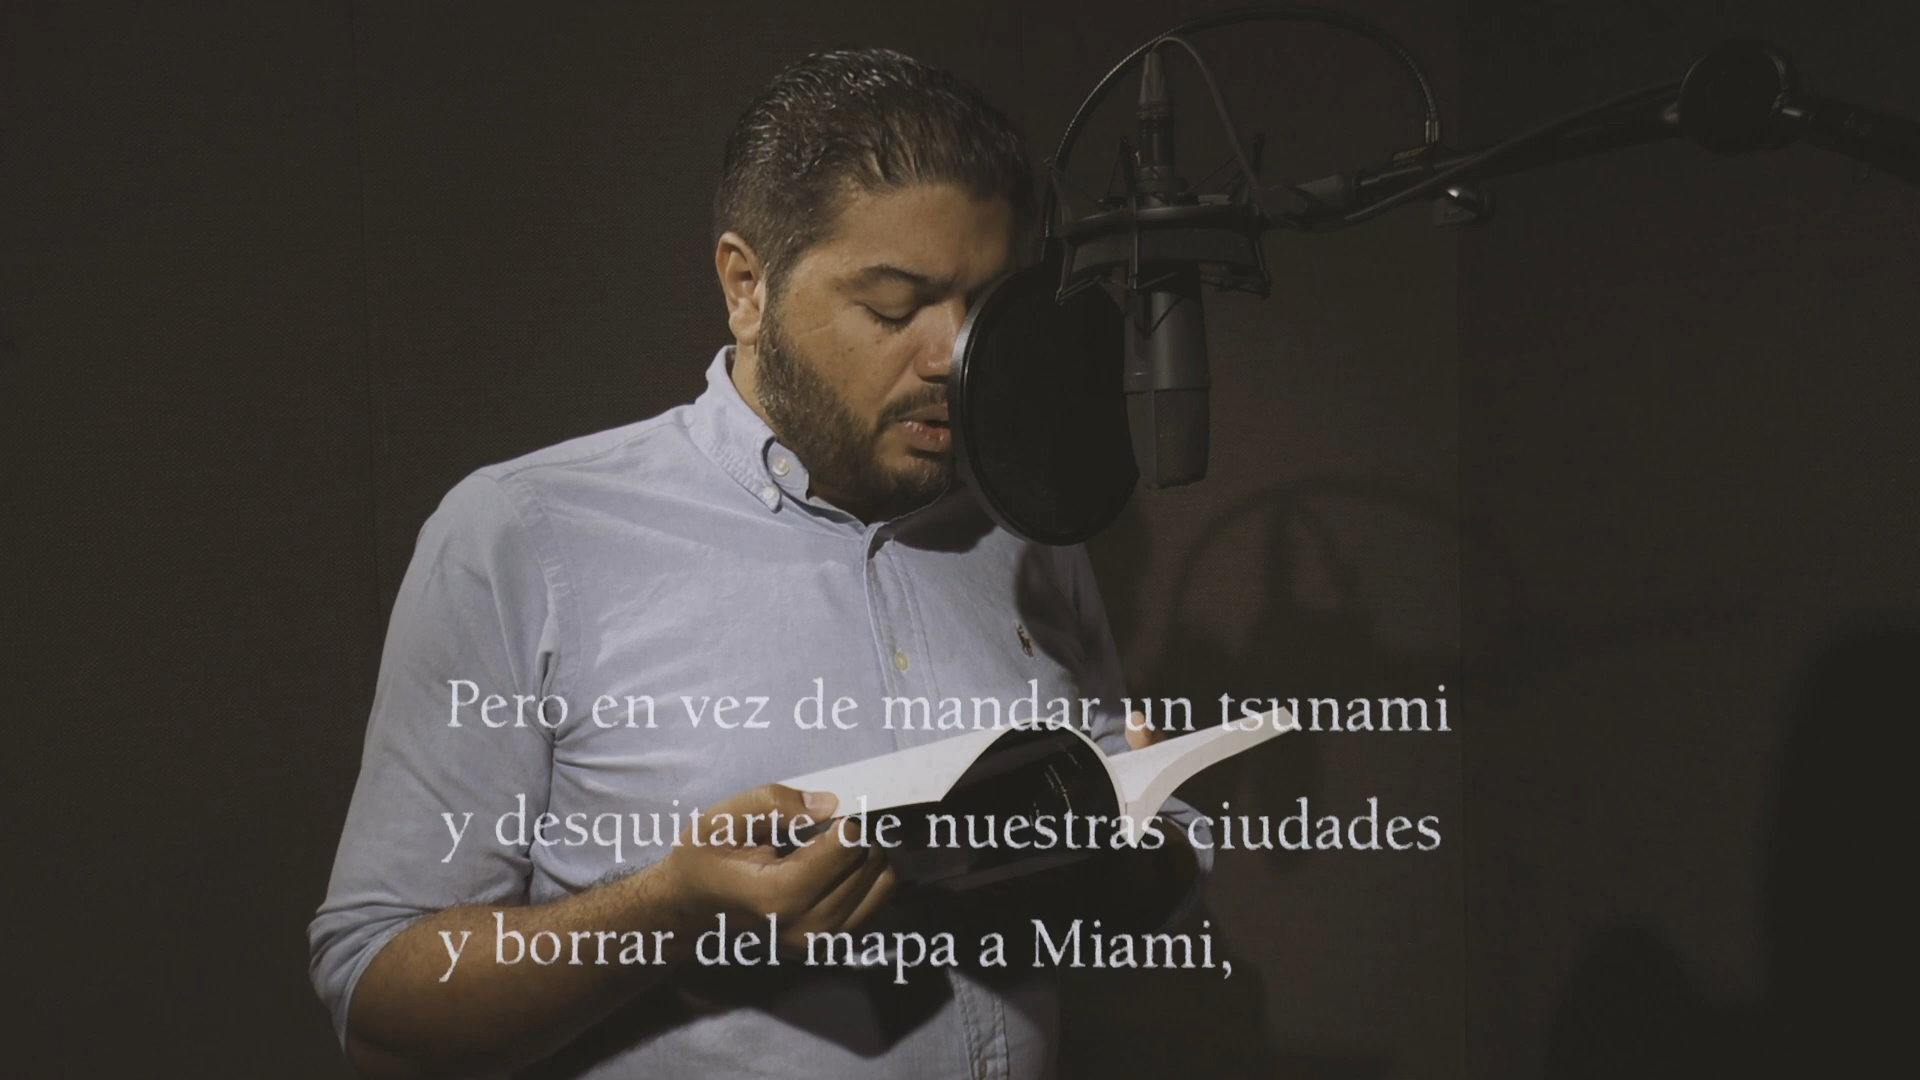 Pero en vez de mandar un tsunami
y desquitarte de nuestras ciudades
y borrar del mapa a Miami,